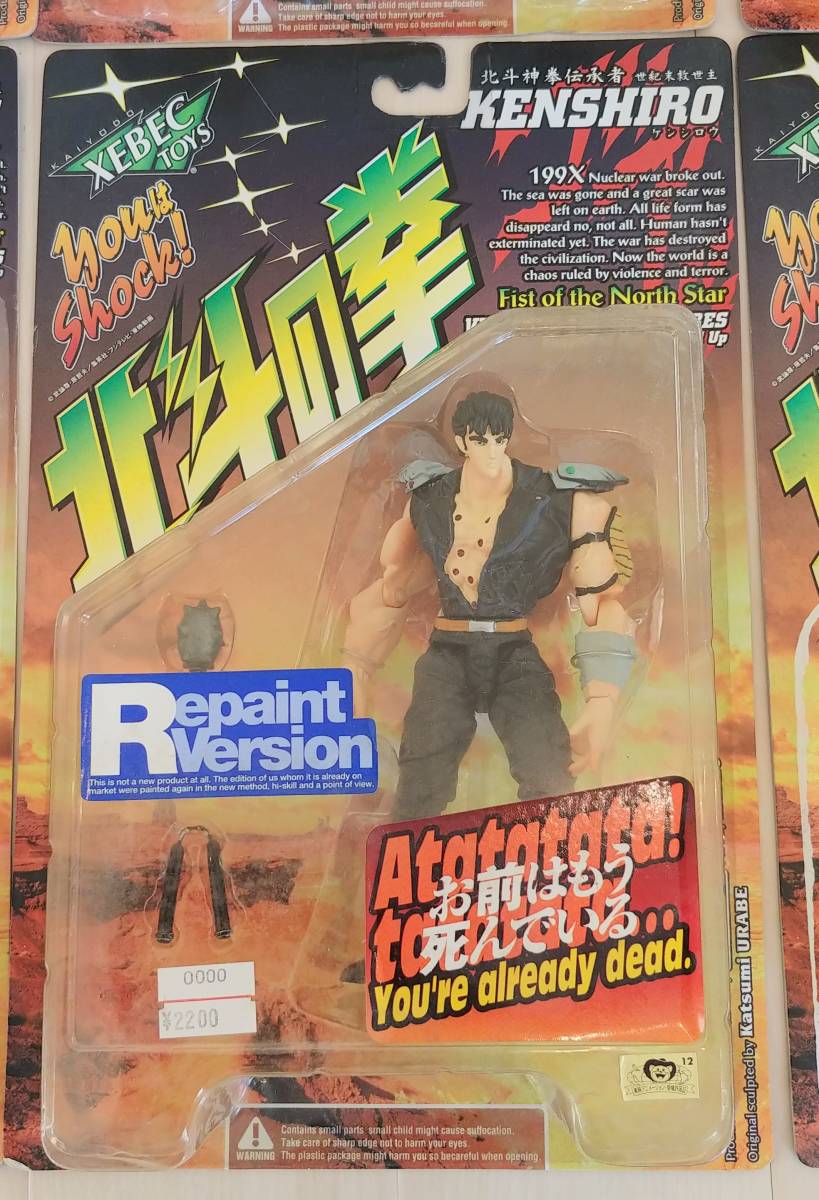 Contains small parts, small child might cause suffocation.
Take care of sharp edge not to harm your eyes.
WARNING The plastic package might harm you so becareful when opening.
KAIYODO
XEBEC
TOYS
Youは
Shock!
北斗の拳
北斗神拳伝承者 世紀末救世主
KENSHIRO
ケンシロウ
199X Nuclear war broke out.
The sea was gone and a great scar was
left on earth. All life form has
disappeard no, not all. Human hasn't
exterminated yet. The war has destroyed
the civilization. Now the world is a
chaos ruled by violence and terror.
Fist of the North Star
Up
Repaint
Version
This is not a new product at all. The edition of us whom it is already on
market were painted again in the new method, hi-skill and a point of view.
Atatatata!
お前はもう
死んでいる..
You're already dead.
0000
¥2200
12
Original sculpted by Katsumi URABE
Contains small parts, small child might cause suffocation.
Take care of sharp edge not to harm your eyes.
WARNING The plastic package might harm you so becareful when opening.